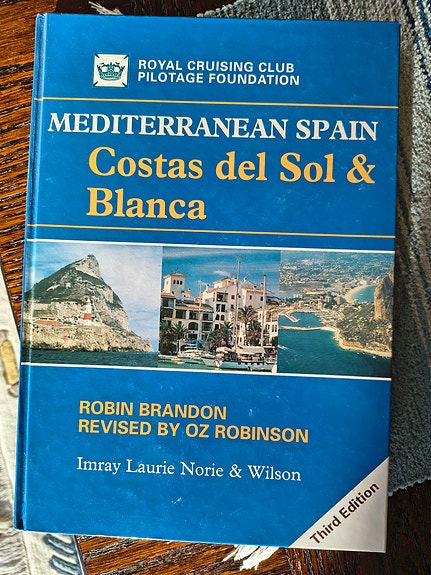 ROYAL CRUISING CLUB
PILOTAGE FOUNDATION
MEDITERRANEAN SPAIN
Costas del Sol &
Blanca
ROBIN BRANDON
REVISED BY OZ ROBINSON
Imray Laurie Norie & Wilson
Third Edition